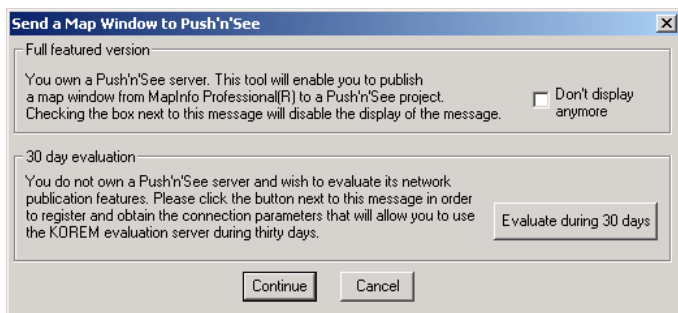 Send a Map Window to Push'n'See
Full featured version
You own a Push'n'See server. This tool will enable you to publish
a map window from MapInfo Professional(R) to a Push'n'See project.
Checking the box next to this message will disable the display of the message.
Don't display
anymore
30 day evaluation
You do not own a Push'n'See server and wish to evaluate its network
publication features. Please click the button next to this message in order
to register and obtain the connection parameters that will allow you to use
the KOREM evaluation server during thirty days.
Evaluate during 30 days
Continue
Cancel